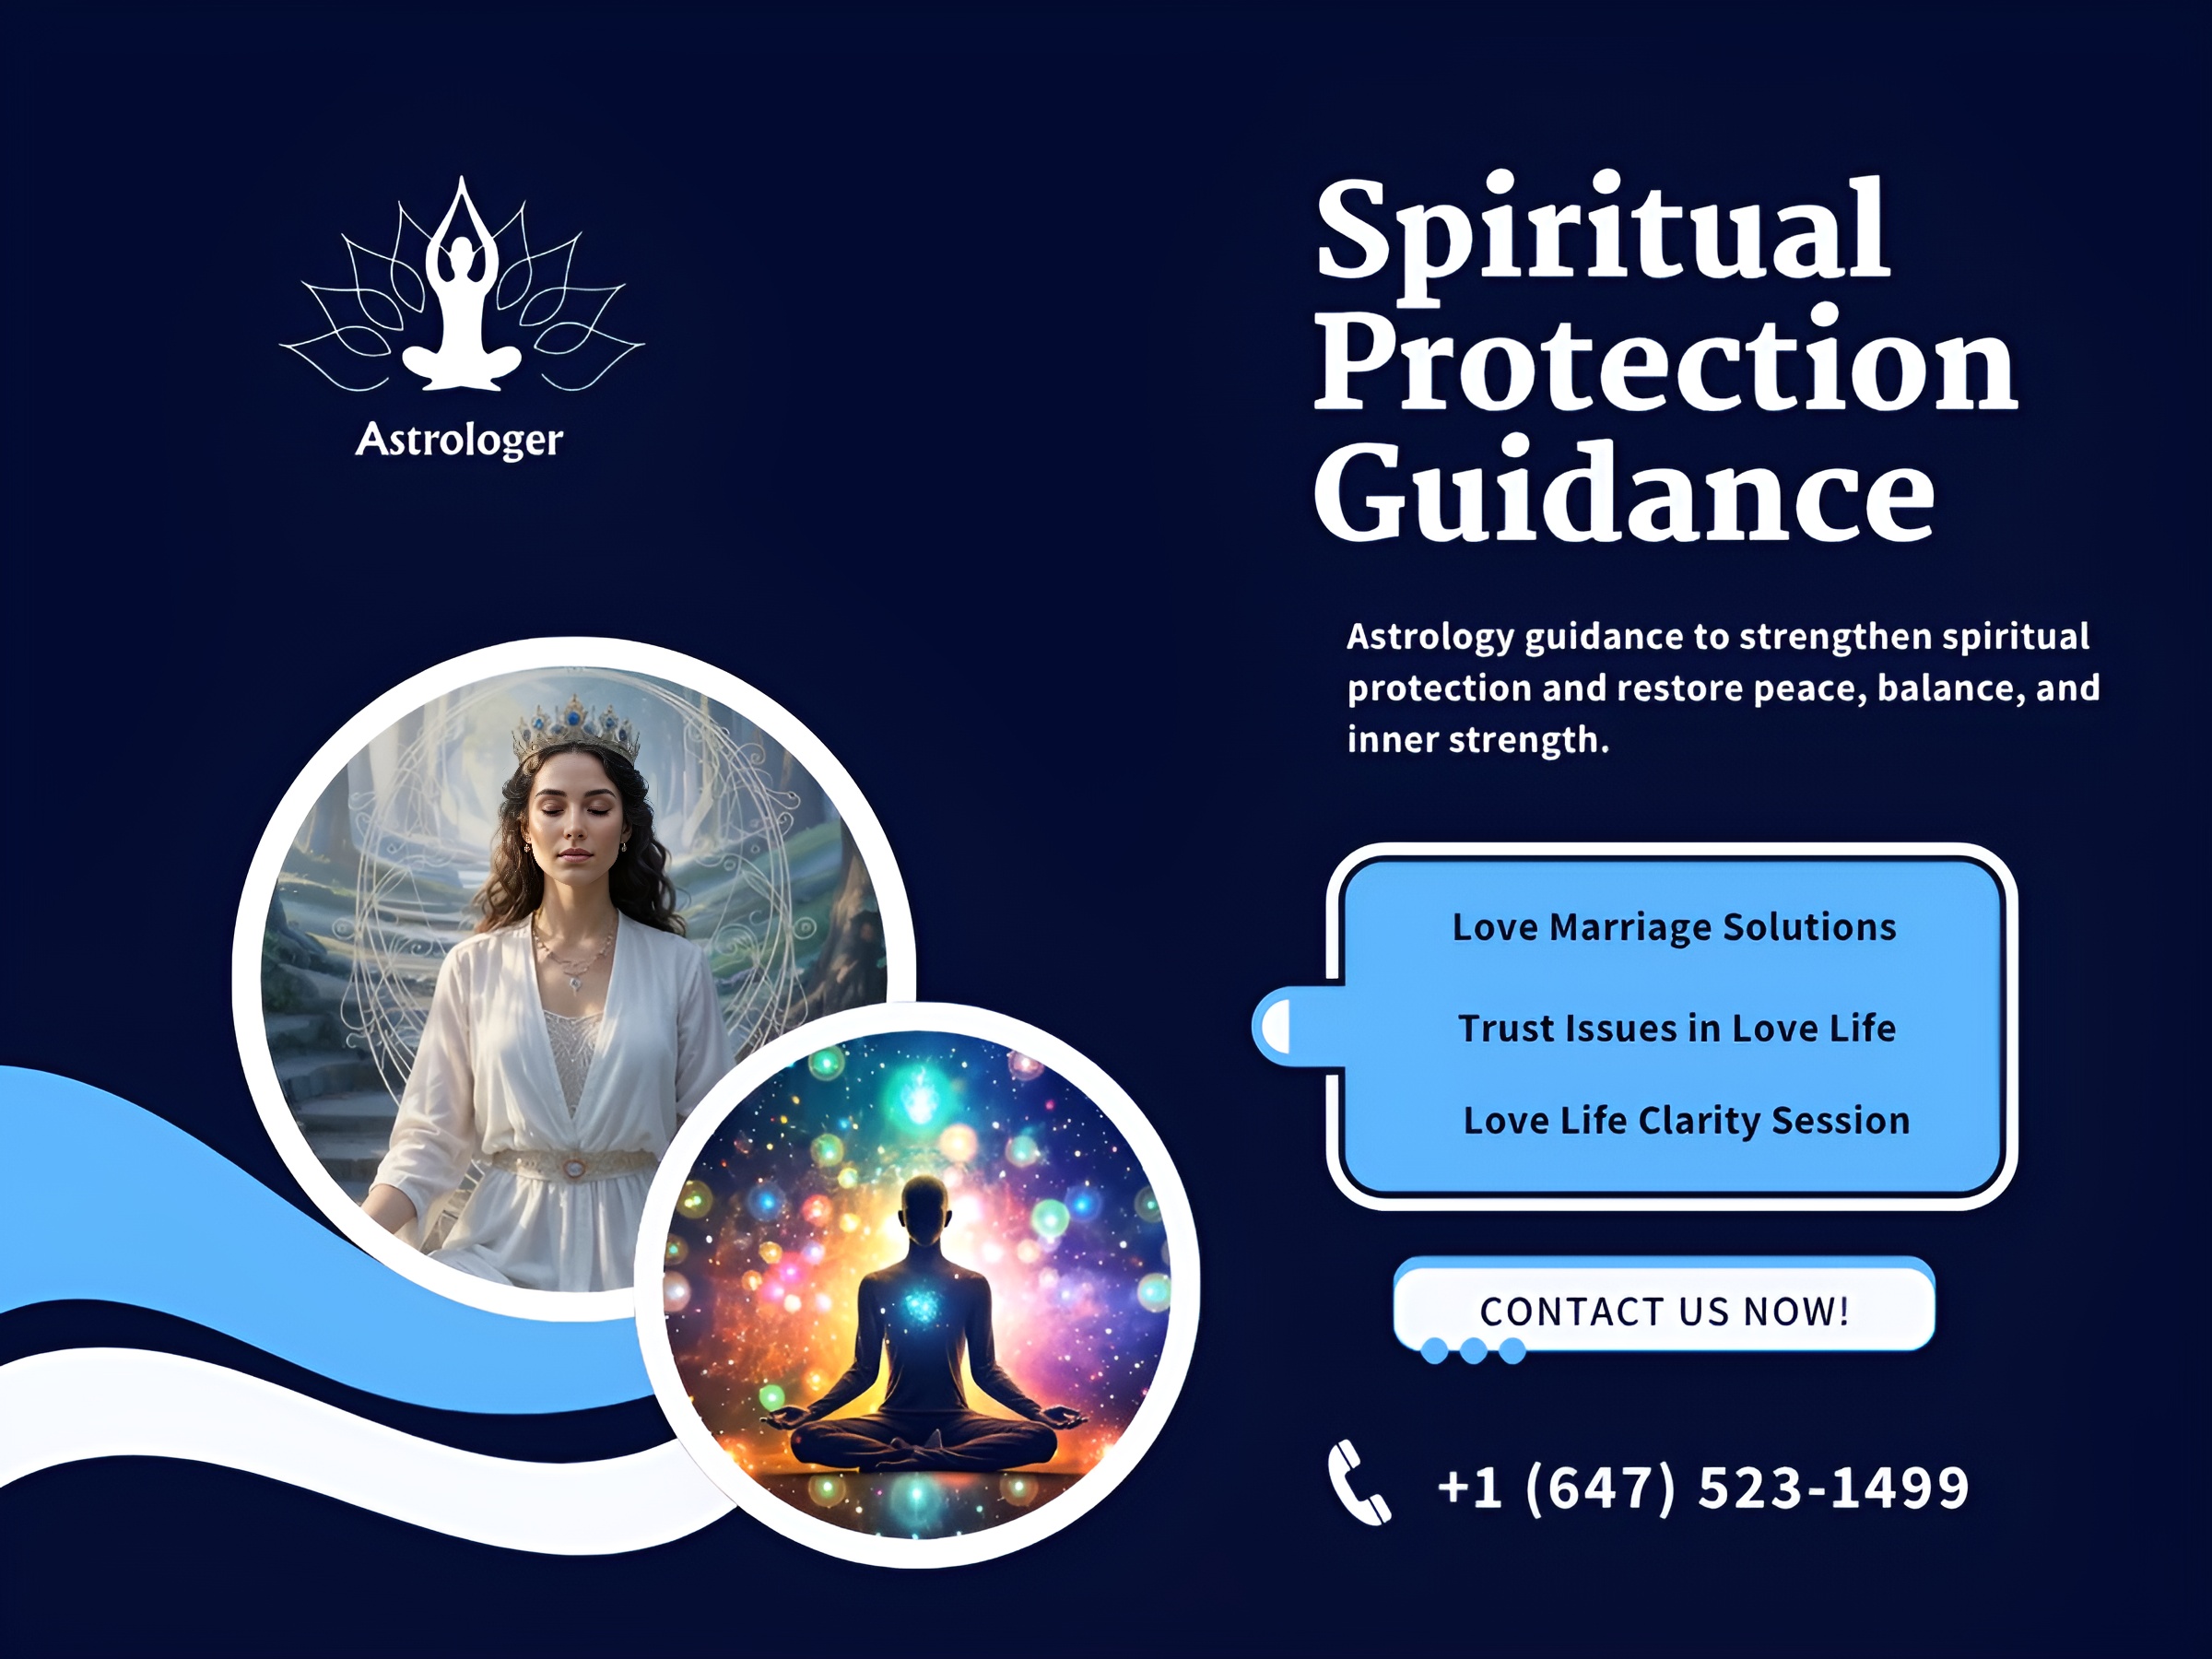 Astrologer
Spiritual
Protection
Guidance
Astrology guidance to strengthen spiritual
protection and restore peace, balance, and
inner strength.
Love Marriage Solutions
Trust Issues in Love Life
Love Life Clarity Session
CONTACT US NOW!
+1 (647) 523-1499